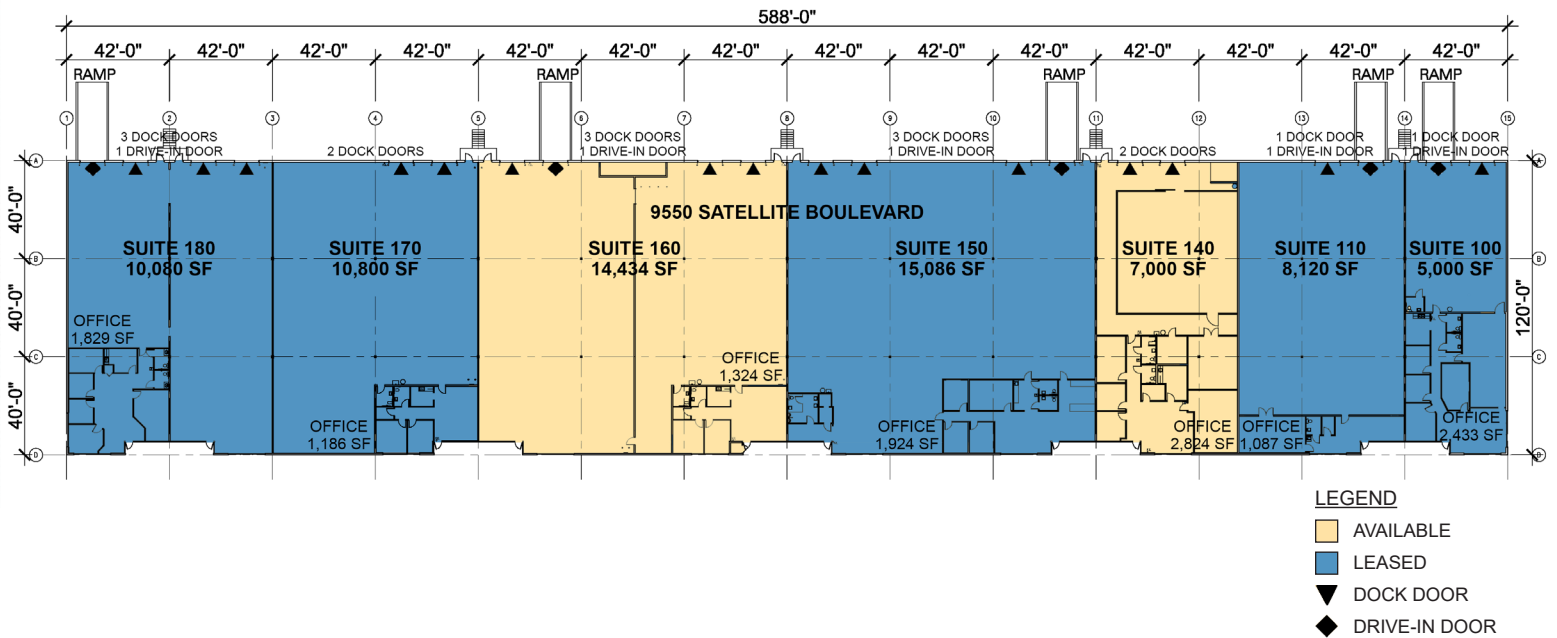 588'-0"
42'-0" 42'-0" 42'-0" 42'-0" 42'-0" 42'-0" 42'-0" 42'-0" 42'-0" 42'-0" 42'-0" 42'-0" 42'-0" 42'-0"
RAMP RAMP RAMP RAMP RAMP
1 2 3 4 5 6 7 8 9 10 11 12 13 14 15
3 DOCK DOORS
1 DRIVE-IN DOOR
2 DOCK DOORS
3 DOCK DOORS
1 DRIVE-IN DOOR
3 DOCK DOORS
1 DRIVE-IN DOOR
2 DOCK DOORS
1 DOCK DOOR
1 DRIVE-IN DOOR
1 DOCK DOOR
1 DRIVE-IN DOOR
A A
40'-0"
9550 SATELLITE BOULEVARD
SUITE 180
10,080 SF
SUITE 170
10,800 SF
SUITE 160
14,434 SF
SUITE 150
15,086 SF
SUITE 140
7,000 SF
SUITE 110
8,120 SF
SUITE 100
5,000 SF
B B
40'-0"
120'-0"
OFFICE
1,829 SF
C C
OFFICE
1,324 SF
40'-0"
OFFICE
1,186 SF
OFFICE
1,924 SF
OFFICE
2,824 SF
OFFICE
1,087 SF
OFFICE
2,433 SF
D D
LEGEND
AVAILABLE
LEASED
DOCK DOOR
DRIVE-IN DOOR